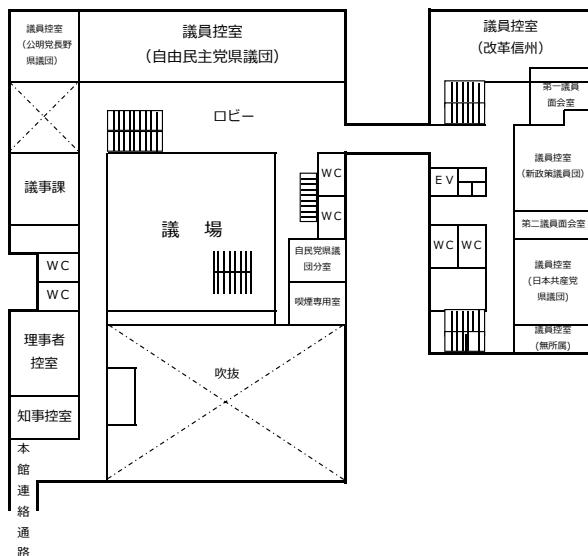 議員控室
（公明党長野
県議団）
議員控室
（自由民主党県議団）
議員控室
（改革信州）
第一議員
面会室
ロビー
議員控室
（新政策議員団）
ＷＣ
ＥＶ
議事課
ＷＣ
議　場
第二議員面会室
自民党県議
団分室
ＷＣ
ＷＣ
議員控室
(日本共産党
県議団)
ＷＣ
ＷＣ
喫煙専用室
理事者
控室
議員控室
(無所属)
吹抜
知事控室
本
館
連
絡
通
路